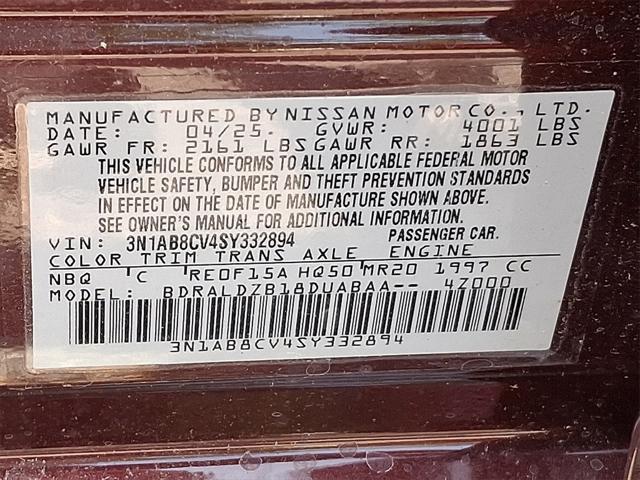 MANUFACTURED BY NISSAN MOTOR CO., LTD.
DATE: 04/25. GVWR: 4001 LBS
GAWR FR: 2161 LBS GAWR RR: 1863 LBS
THIS VEHICLE CONFORMS TO ALL APPLICABLE FEDERAL MOTOR
VEHICLE SAFETY, BUMPER AND THEFT PREVENTION STANDARDS
IN EFFECT ON THE DATE OF MANUFACTURE SHOWN ABOVE.
SEE OWNER'S MANUAL FOR ADDITIONAL INFORMATION.
VIN: 3N1AB8CV4SY332894 PASSENGER CAR.
COLOR TRIM TRANS AXLE ENGINE
NBQ C RE0F15A HQ50 MR20 1997 CC
MODEL: BDRALDZB18DUABAA-- 4Z000
3N1AB8CV4SY332894